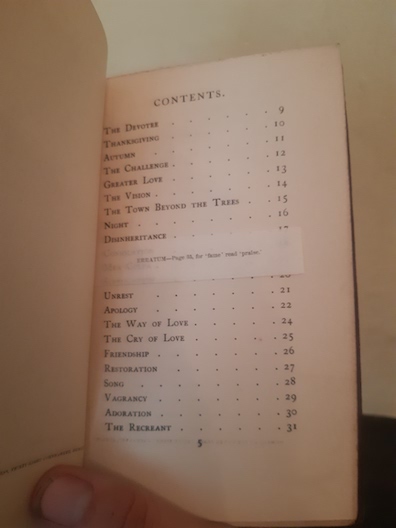 CONTENTS.
THE DEVOTEE . . . . . 9
THANKSGIVING . . . . . 10
AUTUMN . . . . . . 11
THE CHALLENGE . . . . . 12
GREATER LOVE . . . . . 13
THE VISION . . . . . . 14
THE TOWN BEYOND THE TREES . . 15
NIGHT . . . . . . . 16
DISINHERITANCE . . . . .
ERRATUM—Page 33, for 'fame' read 'praise.'
20
UNREST . . . . . . 21
APOLOGY . . . . . . 22
THE WAY OF LOVE . . . . . 24
THE CRY OF LOVE . . . . . 25
FRIENDSHIP . . . . . . 26
RESTORATION . . . . . 27
SONG . . . . . . 28
VAGRANCY . . . . . . 29
ADORATION . . . . . . 30
THE RECREANT . . . . . 31
5